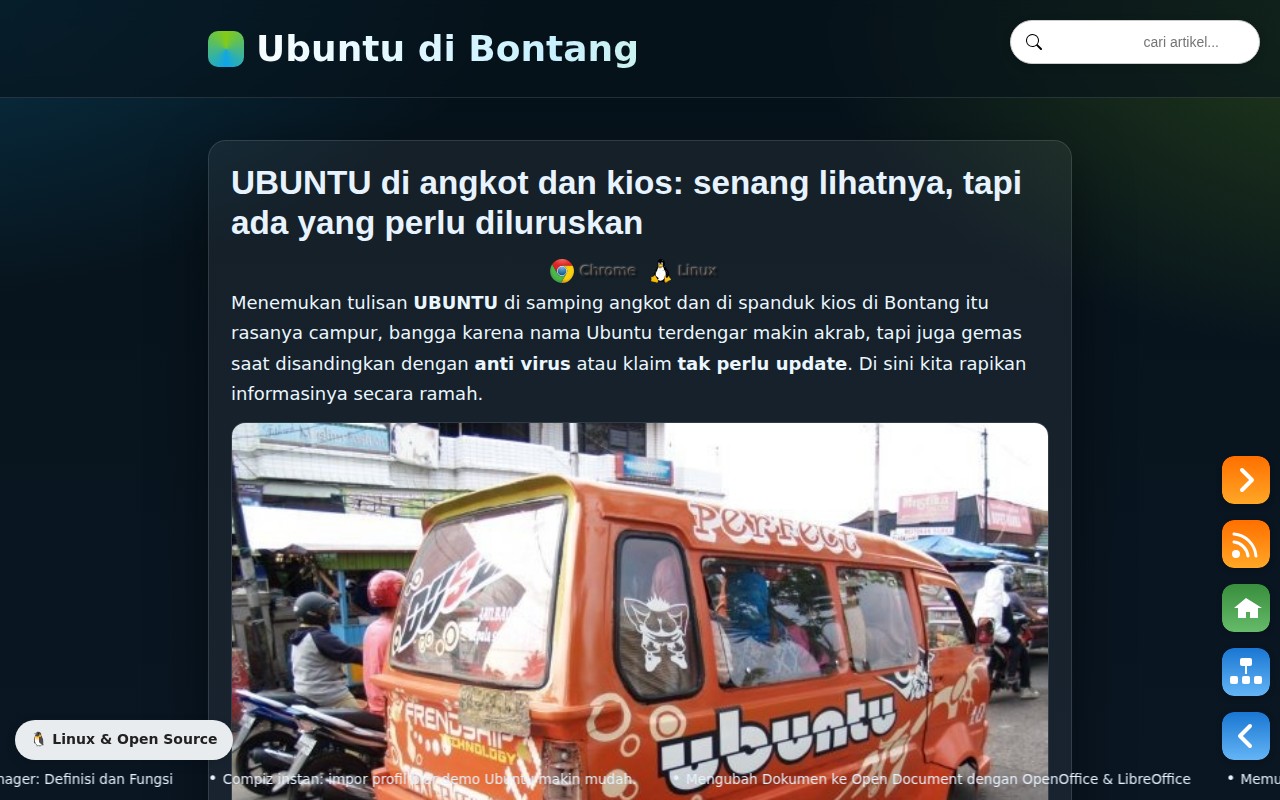 Ubuntu di Bontang
cari artikel...
UBUNTU di angkot dan kios: senang lihatnya, tapi
ada yang perlu diluruskan
Chrome Linux
Menemukan tulisan UBUNTU di samping angkot dan di spanduk kios di Bontang itu
rasanya campur, bangga karena nama Ubuntu terdengar makin akrab, tapi juga gemas
saat disandingkan dengan anti virus atau klaim tak perlu update. Di sini kita rapikan
informasinya secara ramah.
PERFECT
ubuntu
FRENDSHIP
TECHNOLOGY
Linux & Open Source
nager: Definisi dan Fungsi • Compiz instan: impor profil demo Ubuntu makin mudah • Mengubah Dokumen ke Open Document dengan OpenOffice & LibreOffice • Memu